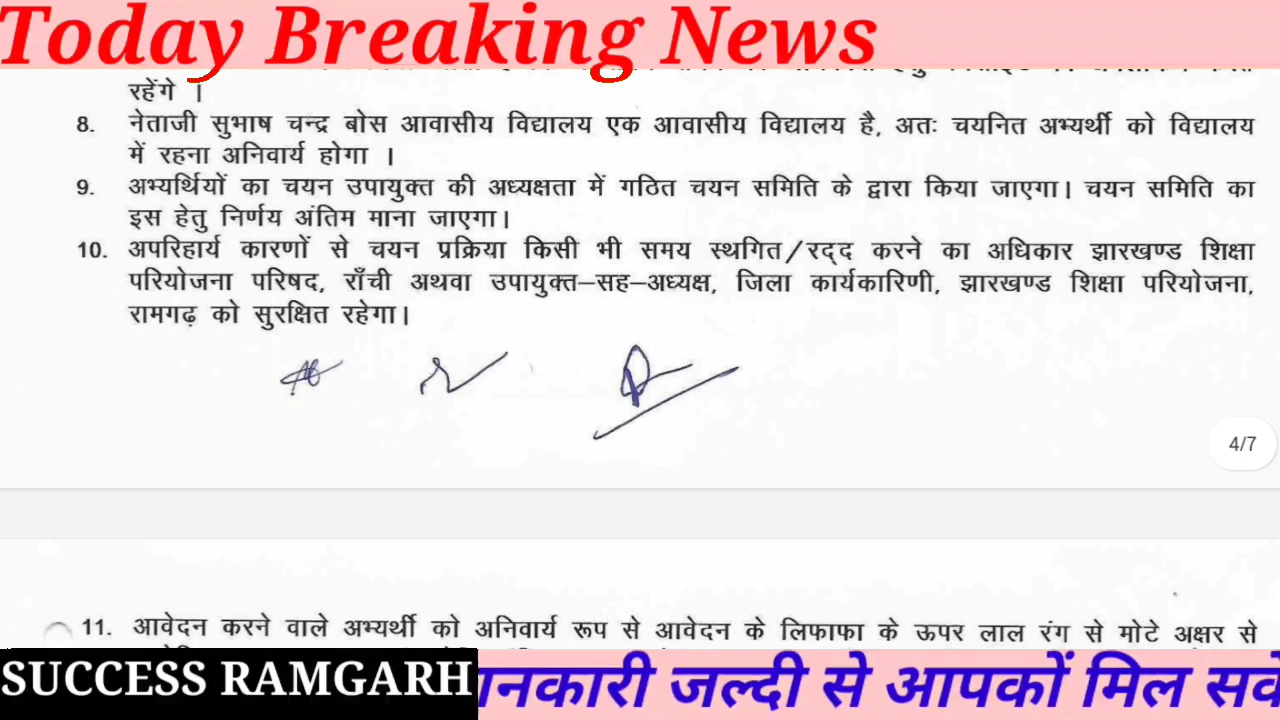 Today Breaking News
रहेंगे ।
8. नेताजी सुभाष चन्द्र बोस आवासीय विद्यालय एक आवासीय विद्यालय है, अतः चयनित अभ्यर्थी को विद्यालय
में रहना अनिवार्य होगा ।
9. अभ्यर्थियों का चयन उपायुक्त की अध्यक्षता में गठित चयन समिति के द्वारा किया जाएगा। चयन समिति का
इस हेतु निर्णय अंतिम माना जाएगा।
10. अपरिहार्य कारणों से चयन प्रक्रिया किसी भी समय स्थगित/रद्द करने का अधिकार झारखण्ड शिक्षा
परियोजना परिषद, राँची अथवा उपायुक्त–सह–अध्यक्ष, जिला कार्यकारिणी, झारखण्ड शिक्षा परियोजना,
रामगढ़ को सुरक्षित रहेगा।
4/7
11. आवेदन करने वाले अभ्यर्थी को अनिवार्य रूप से आवेदन के लिफाफा के ऊपर लाल रंग से मोटे अक्षर से
SUCCESS RAMGARH
जल्दी से आपकों मिल